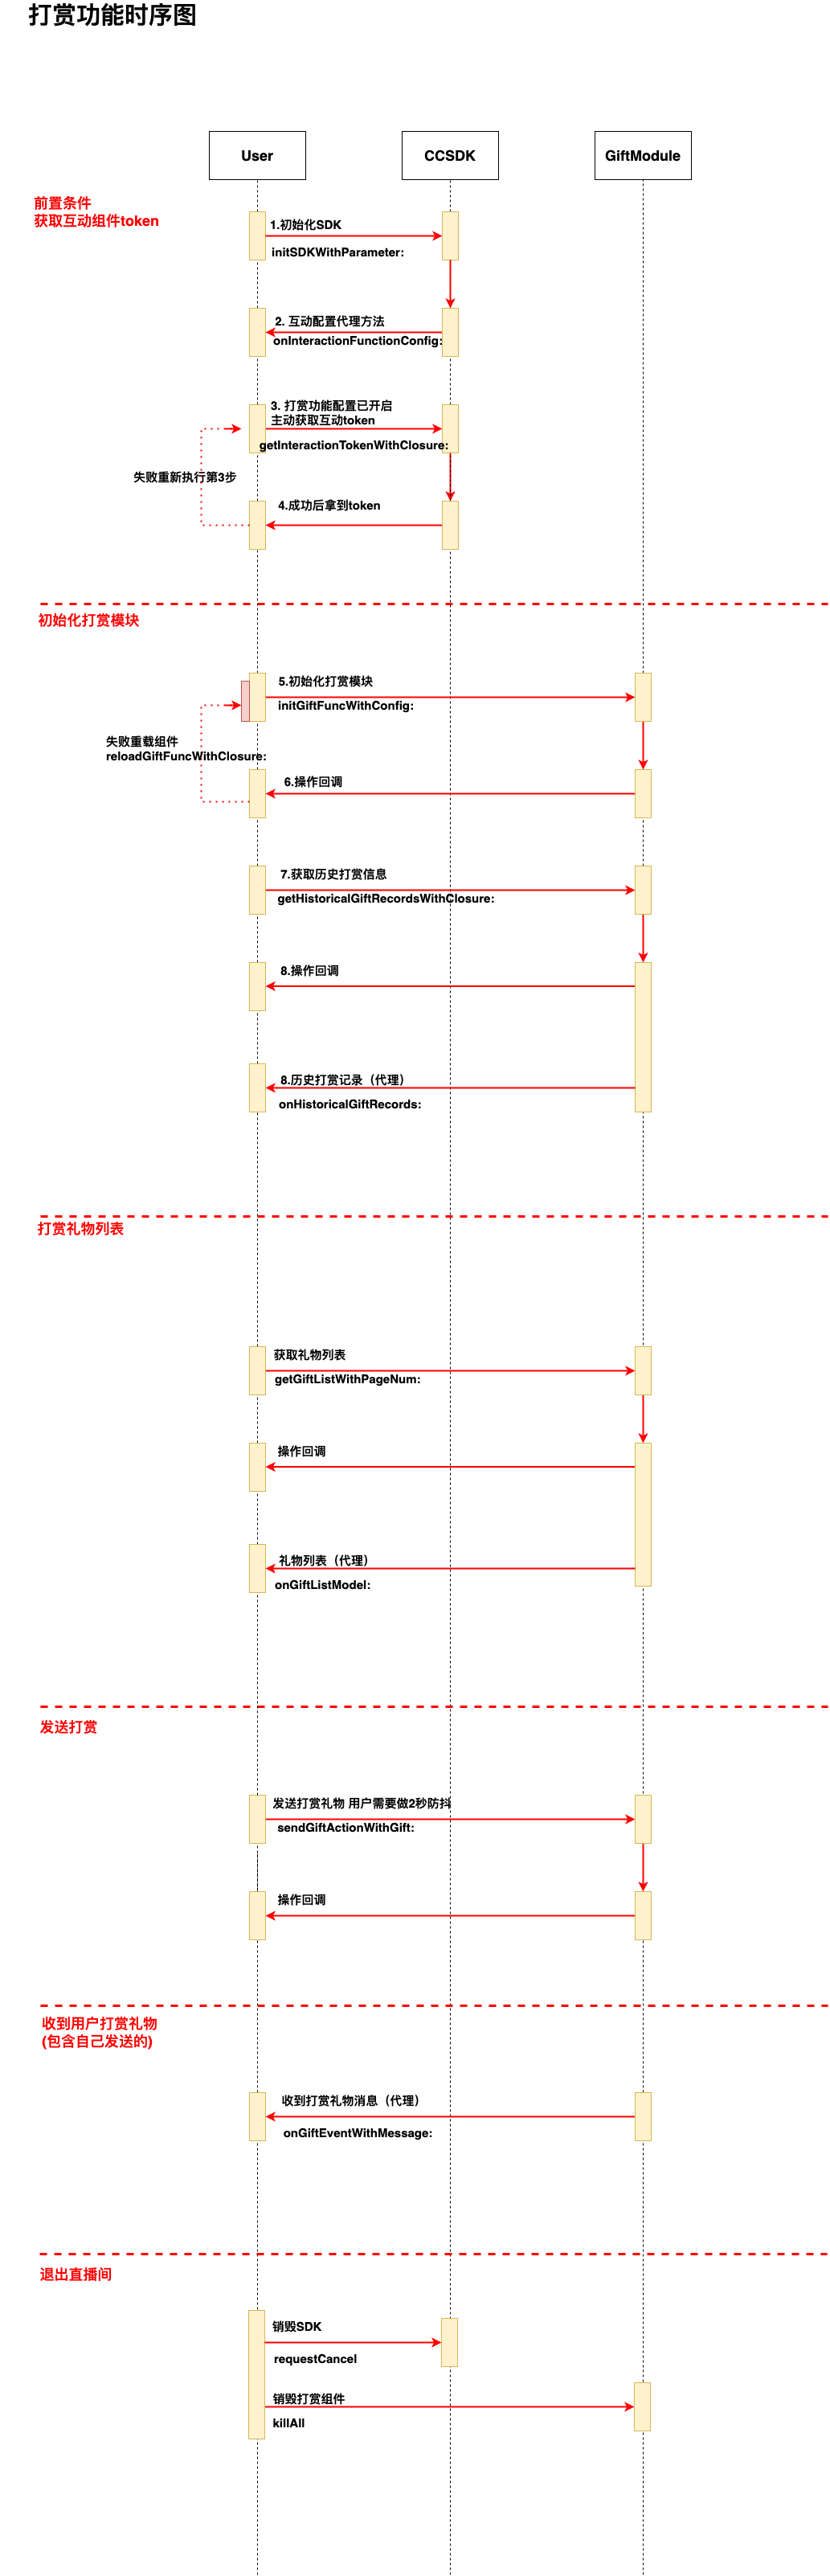 打赏功能时序图
User
CCSDK
GiftModule
前置条件
获取互动组件token
1.初始化SDK
initSDKWithParameter:
2. 互动配置代理方法
onInteractionFunctionConfig:
3. 打赏功能配置已开启
主动获取互动token
getInteractionTokenWithClosure:
失败重新执行第3步
4.成功后拿到token
初始化打赏模块
5.初始化打赏模块
initGiftFuncWithConfig:
失败重载组件
reloadGiftFuncWithClosure:
6.操作回调
7.获取历史打赏信息
getHistoricalGiftRecordsWithClosure:
8.操作回调
8.历史打赏记录（代理）
onHistoricalGiftRecords:
打赏礼物列表
获取礼物列表
getGiftListWithPageNum:
操作回调
礼物列表（代理）
onGiftListModel:
发送打赏
发送打赏礼物 用户需要做2秒防抖
sendGiftActionWithGift:
操作回调
收到用户打赏礼物
(包含自己发送的)
收到打赏礼物消息（代理）
onGiftEventWithMessage:
退出直播间
销毁SDK
requestCancel
销毁打赏组件
killAll